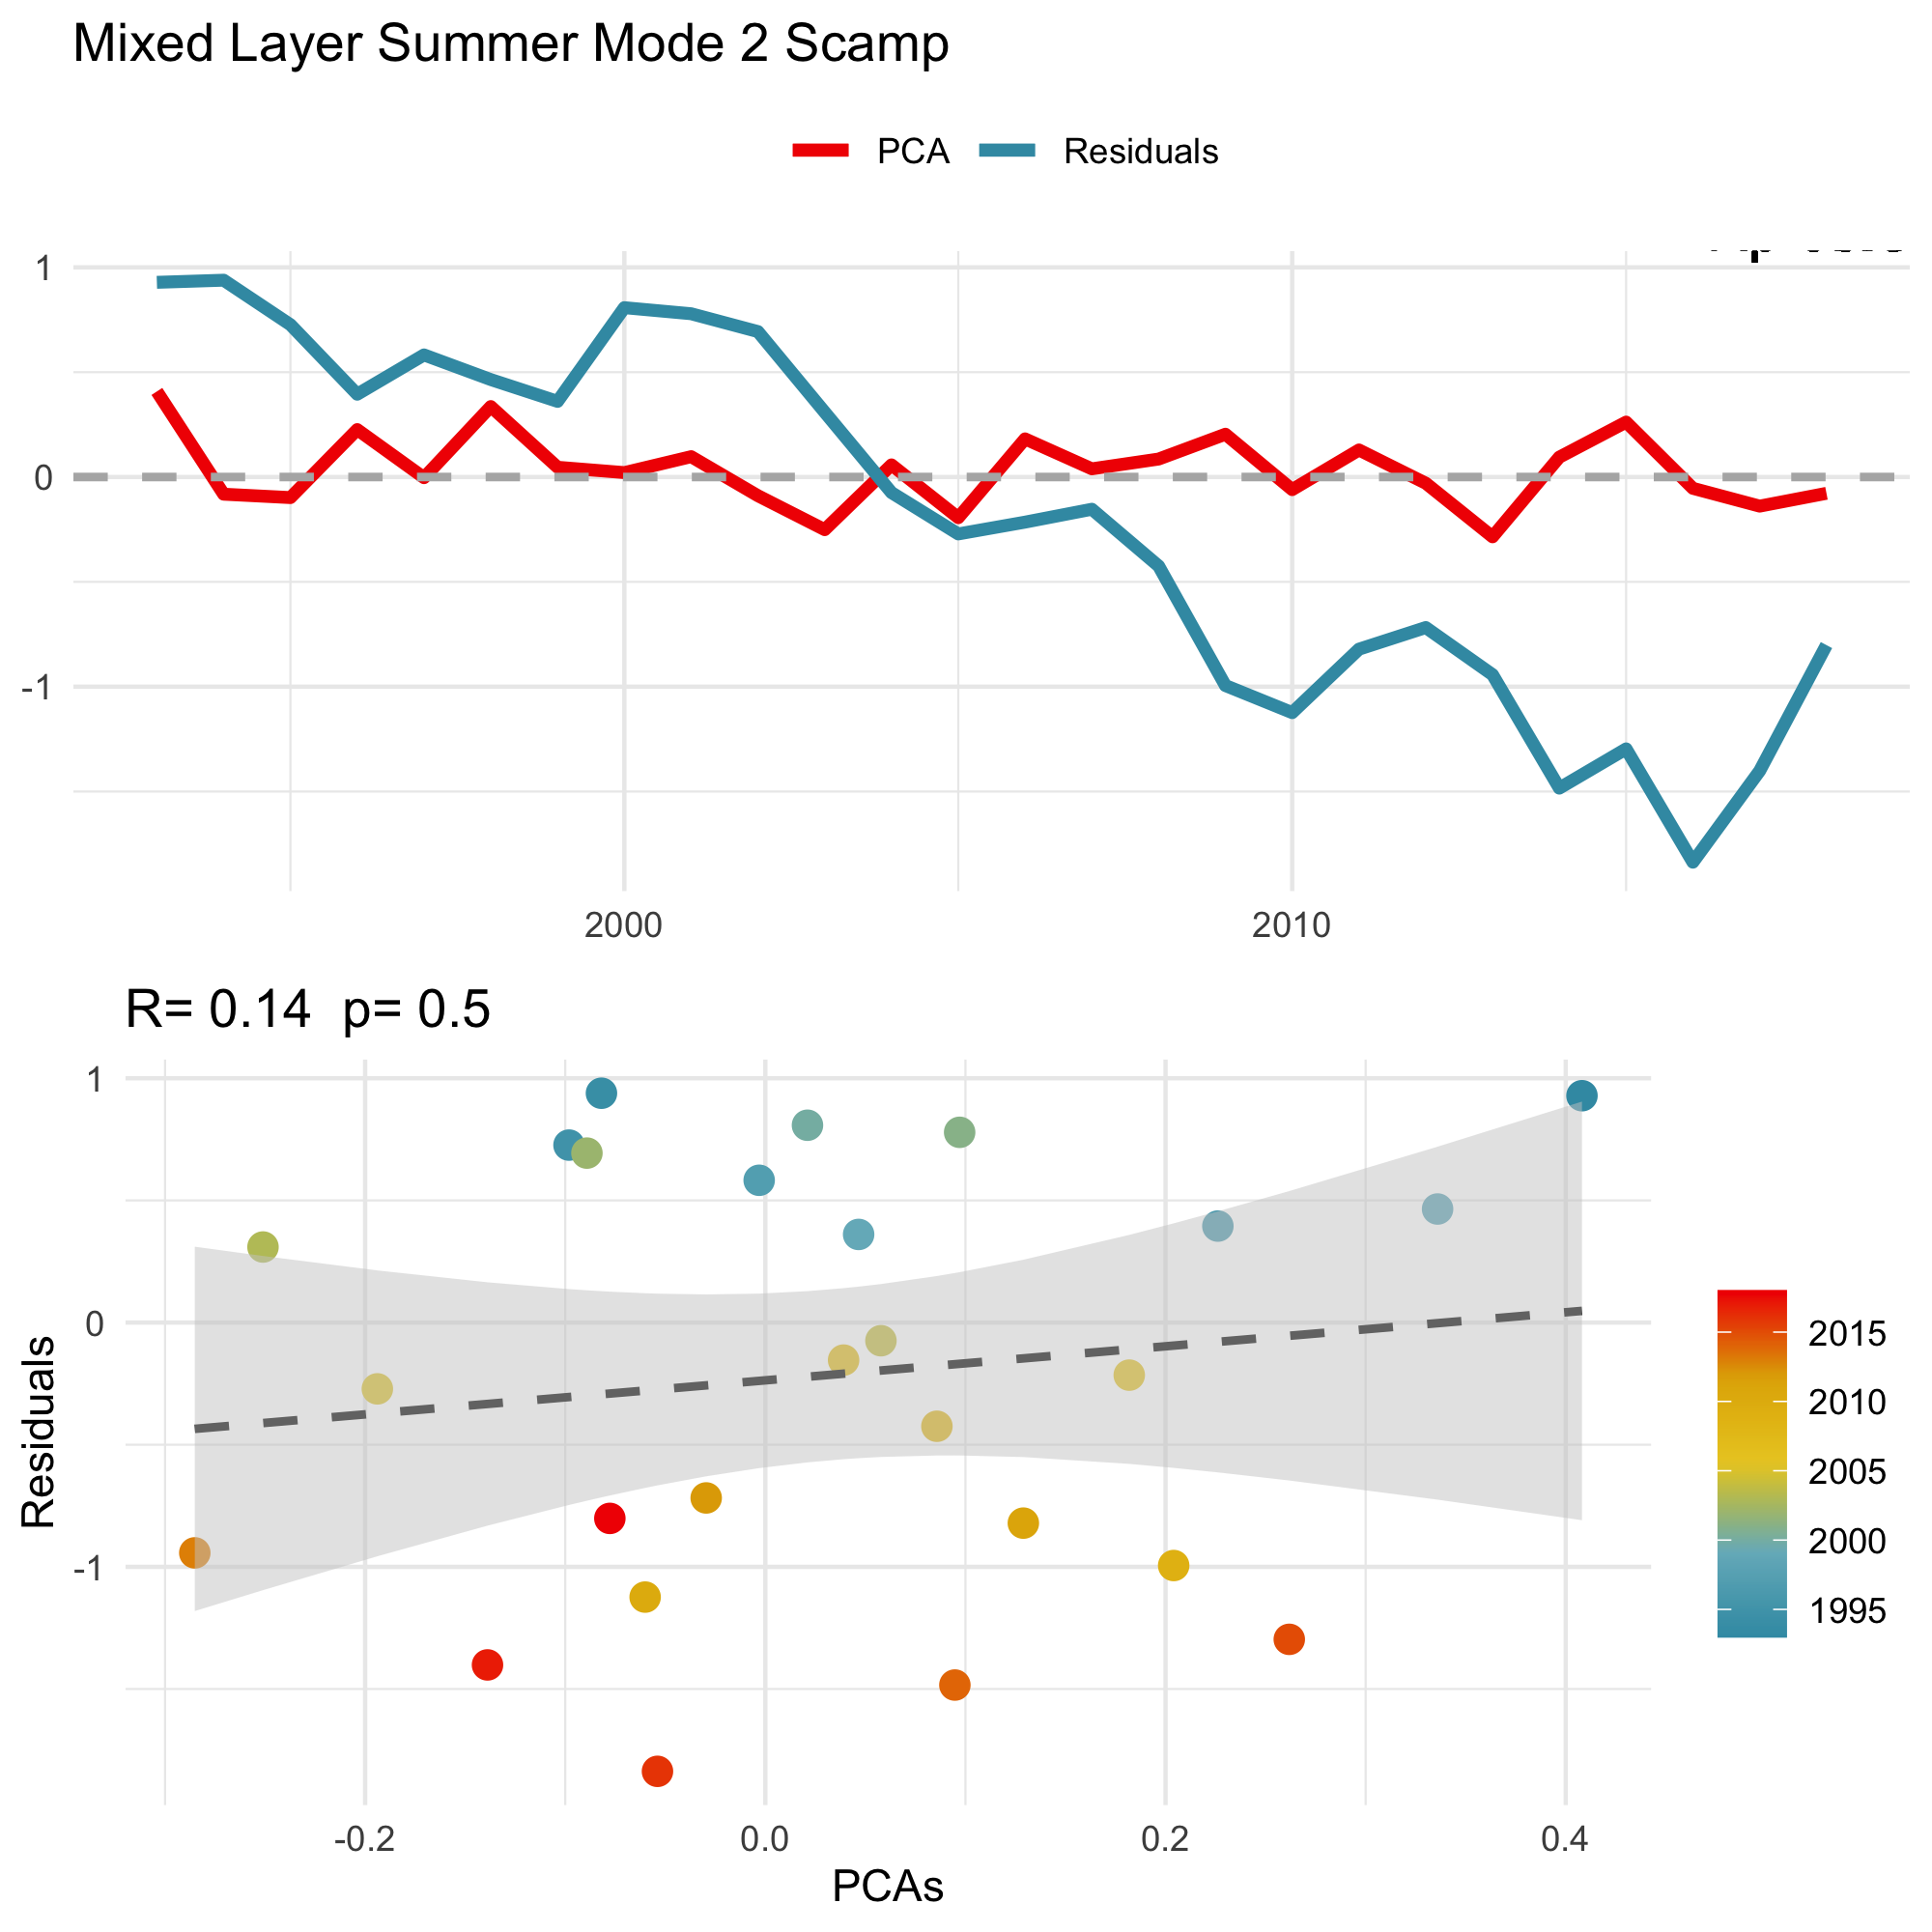 Mixed Layer Summer Mode 2 Scamp
PCA Residuals
1
0
-1
2000 2010
R= 0.14 p= 0.5
1
0
-1
Residuals
2015
2010
2005
2000
1995
-0.2 0.0 0.2 0.4
PCAs